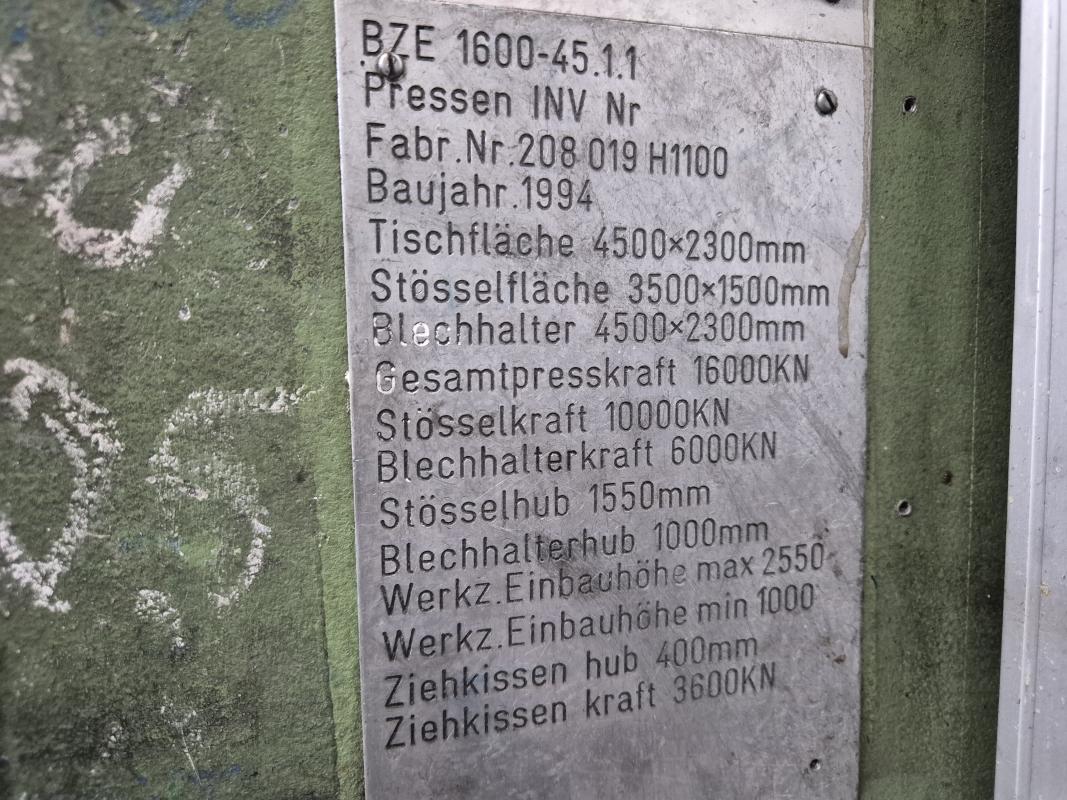 BZE 1600-45.1.1
Pressen INV Nr
Fabr.Nr.208 019 H1100
Baujahr.1994
Tischfläche 4500×2300mm
Stösselfläche 3500×1500mm
Blechhalter 4500×2300mm
Gesamtpresskraft 16000KN
Stösselkraft 10000KN
Blechhalterkraft 6000KN
Stösselhub 1550mm
Blechhalterhub 1000mm
Werkz.Einbauhöhe max 2550
Werkz.Einbauhöhe min 1000
Ziehkissen hub 400mm
Ziehkissen kraft 3600KN